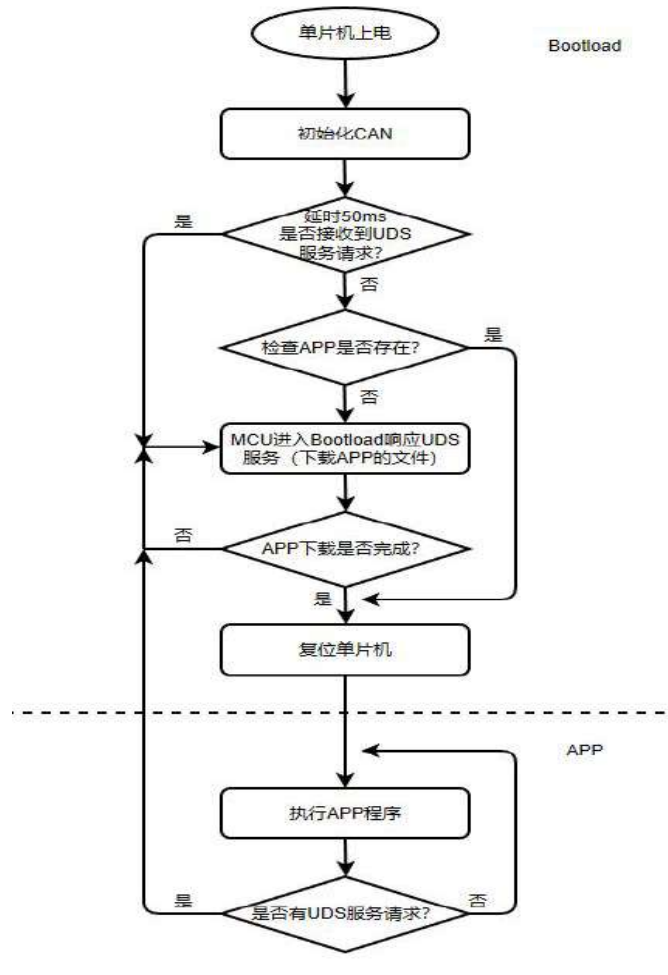 单片机上电
Bootload
初始化CAN
延时50ms
是否接收到UDS
服务请求?
是
否
检查APP是否存在?
是
否
MCU进入Bootload响应UDS
服务（下载APP的文件）
否
APP下载是否完成?
是
复位单片机
APP
执行APP程序
是
是否有UDS服务请求?
否